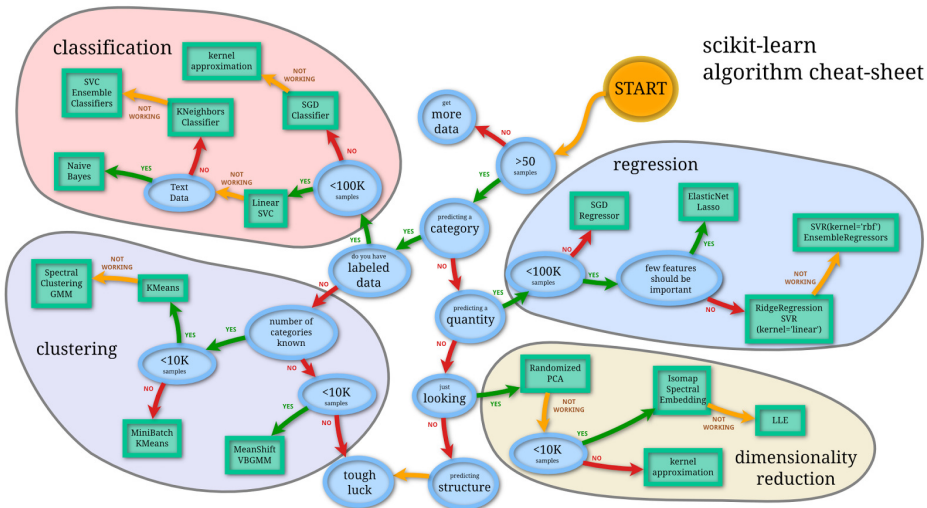 scikit-learn
algorithm cheat-sheet
classification
kernel
approximation
NOT
WORKING
SVC
Ensemble
Classifiers
NOT
WORKING
KNeighbors
Classifier
SGD
Classifier
NO
NO
Naive
Bayes
YES
Text
Data
NOT
WORKING
Linear
SVC
YES
<100K
samples
START
get
more
data
NO
>50
samples
YES
predicting a
category
YES
YES
do you have
labeled
data
NO
NO
regression
SGD
Regressor
ElasticNet
Lasso
SVR(kernel='rbf')
EnsembleRegressors
NO
YES
NOT
WORKING
<100K
samples
YES
few features
should be
important
NO
RidgeRegression
SVR
(kernel='linear')
YES
predicting a
quantity
NO
clustering
Spectral
Clustering
GMM
NOT
WORKING
KMeans
number of
categories
known
YES
YES
<10K
samples
NO
NO
MiniBatch
KMeans
<10K
samples
YES
NO
MeanShift
VBGMM
just
looking
YES
NO
tough
luck
predicting
structure
Randomized
PCA
NOT
WORKING
Isomap
Spectral
Embedding
NOT
WORKING
LLE
<10K
samples
YES
NO
kernel
approximation
dimensionality
reduction